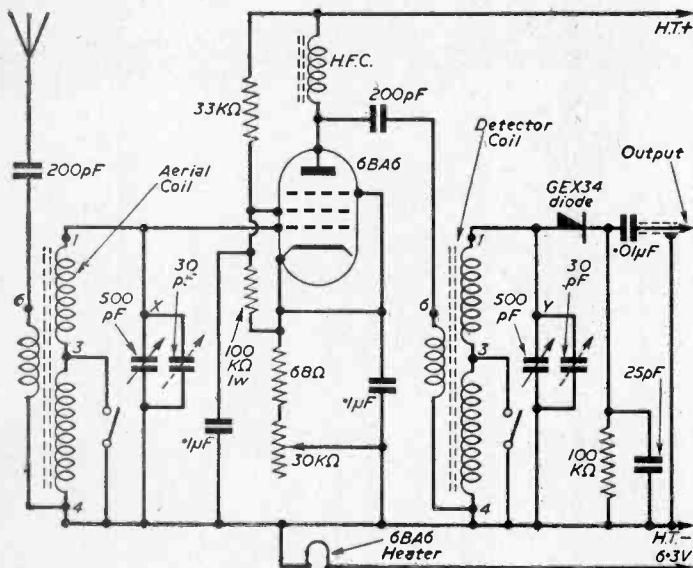 H.T.+
H.F.C.
33KΩ
200pF
6BA6
Detector
Coil
Output
GEX34
diode
200pF
Aerial
Coil
1
1
·01μF
6
500
pF
X
30
pF
6
500
pF
Y
30
pF
3
3
100
KΩ
1w
68Ω
·1μF
·1μF
30KΩ
25pF
100
KΩ
4
4
6BA6
Heater
H.T.-
6·3V